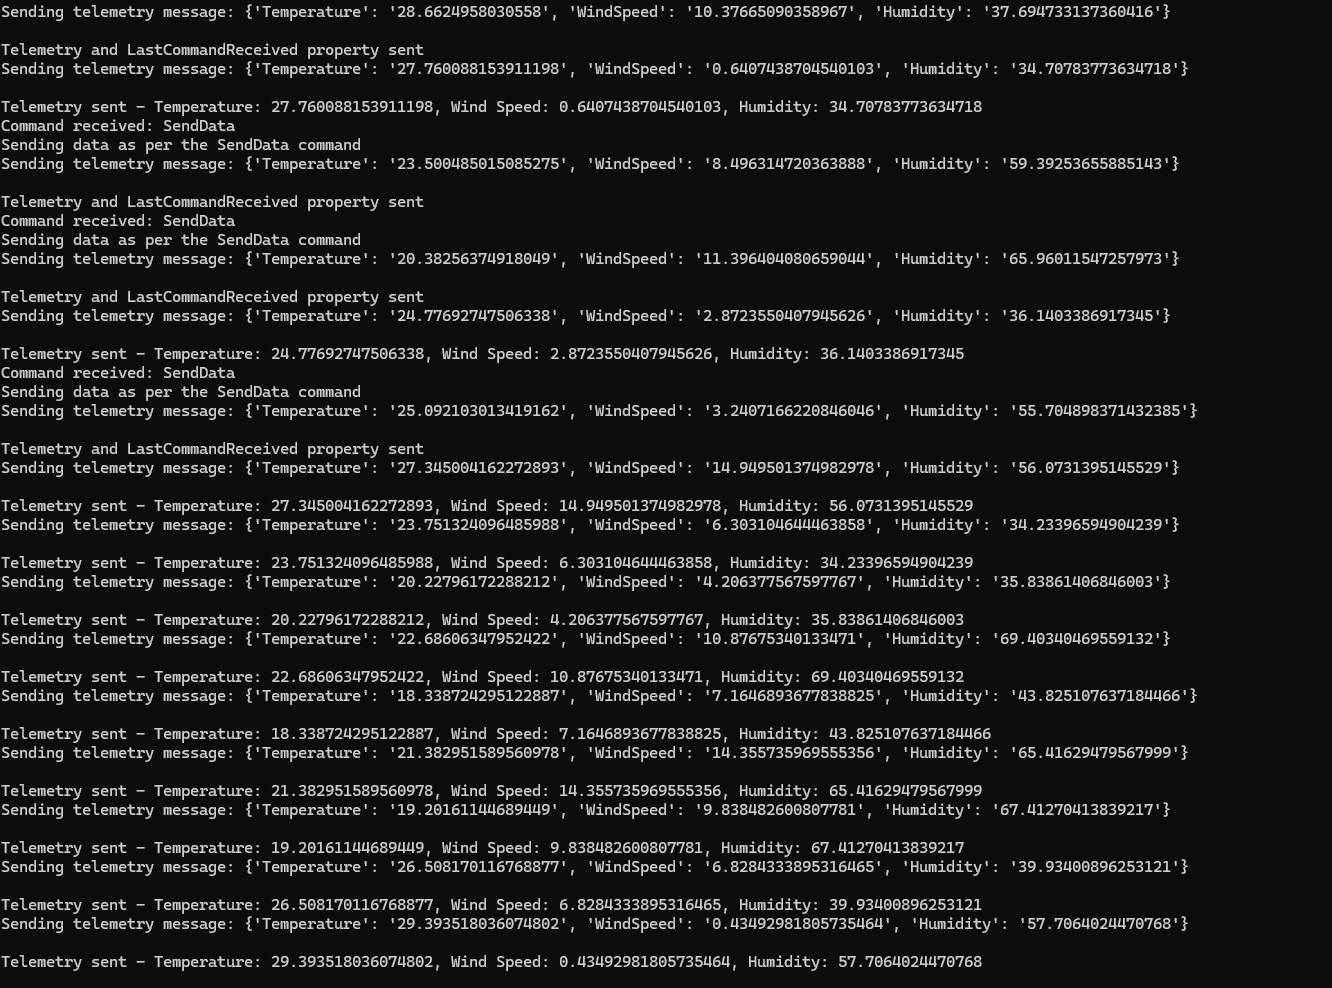 Sending telemetry message: {'Temperature': '28.6624958030558', 'WindSpeed': '10.37665090358967', 'Humidity': '37.694733137360416'}
Telemetry and LastCommandReceived property sent
Sending telemetry message: {'Temperature': '27.760088153911198', 'WindSpeed': '0.6407438704540103', 'Humidity': '34.70783773634718'}
Telemetry sent - Temperature: 27.760088153911198, Wind Speed: 0.6407438704540103, Humidity: 34.70783773634718
Command received: SendData
Sending data as per the SendData command
Sending telemetry message: {'Temperature': '23.500485015085275', 'WindSpeed': '8.496314720363888', 'Humidity': '59.39253655885143'}
Telemetry and LastCommandReceived property sent
Command received: SendData
Sending data as per the SendData command
Sending telemetry message: {'Temperature': '20.38256374918049', 'WindSpeed': '11.396404080659044', 'Humidity': '65.96011547257973'}
Telemetry and LastCommandReceived property sent
Sending telemetry message: {'Temperature': '24.77692747506338', 'WindSpeed': '2.8723550407945626', 'Humidity': '36.1403386917345'}
Telemetry sent - Temperature: 24.77692747506338, Wind Speed: 2.8723550407945626, Humidity: 36.1403386917345
Command received: SendData
Sending data as per the SendData command
Sending telemetry message: {'Temperature': '25.092103013419162', 'WindSpeed': '3.2407166220846046', 'Humidity': '55.704898371432385'}
Telemetry and LastCommandReceived property sent
Sending telemetry message: {'Temperature': '27.345004162272893', 'WindSpeed': '14.949501374982978', 'Humidity': '56.0731395145529'}
Telemetry sent - Temperature: 27.345004162272893, Wind Speed: 14.949501374982978, Humidity: 56.0731395145529
Sending telemetry message: {'Temperature': '23.751324096485988', 'WindSpeed': '6.303104644463858', 'Humidity': '34.23396594904239'}
Telemetry sent - Temperature: 23.751324096485988, Wind Speed: 6.303104644463858, Humidity: 34.23396594904239
Sending telemetry message: {'Temperature': '20.22796172288212', 'WindSpeed': '4.206377567597767', 'Humidity': '35.83861406846003'}
Telemetry sent - Temperature: 20.22796172288212, Wind Speed: 4.206377567597767, Humidity: 35.83861406846003
Sending telemetry message: {'Temperature': '22.68606347952422', 'WindSpeed': '10.87675340133471', 'Humidity': '69.40340469559132'}
Telemetry sent - Temperature: 22.68606347952422, Wind Speed: 10.87675340133471, Humidity: 69.40340469559132
Sending telemetry message: {'Temperature': '18.338724295122887', 'WindSpeed': '7.1646893677838825', 'Humidity': '43.825107637184466'}
Telemetry sent - Temperature: 18.338724295122887, Wind Speed: 7.1646893677838825, Humidity: 43.825107637184466
Sending telemetry message: {'Temperature': '21.382951589560978', 'WindSpeed': '14.355735969555356', 'Humidity': '65.41629479567999'}
Telemetry sent - Temperature: 21.382951589560978, Wind Speed: 14.355735969555356, Humidity: 65.41629479567999
Sending telemetry message: {'Temperature': '19.20161144689449', 'WindSpeed': '9.838482600807781', 'Humidity': '67.41270413839217'}
Telemetry sent - Temperature: 19.20161144689449, Wind Speed: 9.838482600807781, Humidity: 67.41270413839217
Sending telemetry message: {'Temperature': '26.508170116768877', 'WindSpeed': '6.8284333895316465', 'Humidity': '39.93400896253121'}
Telemetry sent - Temperature: 26.508170116768877, Wind Speed: 6.8284333895316465, Humidity: 39.93400896253121
Sending telemetry message: {'Temperature': '29.393518036074802', 'WindSpeed': '0.43492981805735464', 'Humidity': '57.7064024470768'}
Telemetry sent - Temperature: 29.393518036074802, Wind Speed: 0.43492981805735464, Humidity: 57.7064024470768